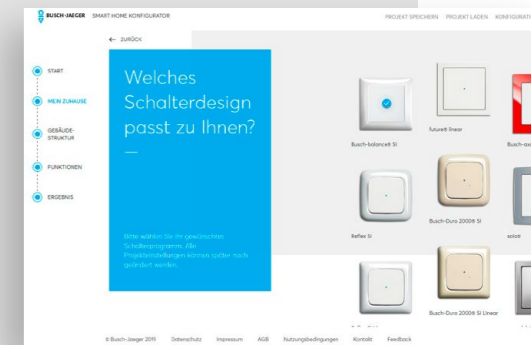 BUSCH-JAEGER SMART HOME KONFIGURATOR
PROJEKT SPEICHERN PROJEKT LADEN
← ZURÜCK
START
MEIN ZUHAUSE
GEBÄUDE-
STRUKTUR
FUNKTIONEN
ERGEBNIS
Welches
Schalterdesign
passt zu Ihnen?
Bitte wählen Sie Ihr gewünschtes
Schalterprogramm. Alle
Projekteinstellungen können später noch
geändert werden.
Busch-balance® SI
future® linear
Reflex SI
Busch-Duro 2000® SI
solo®
Busch-Duro 2000® SI Linear
© Busch-Jaeger 2019 Datenschutz Impressum AGB Nutzungsbedingungen Kontakt Feedback